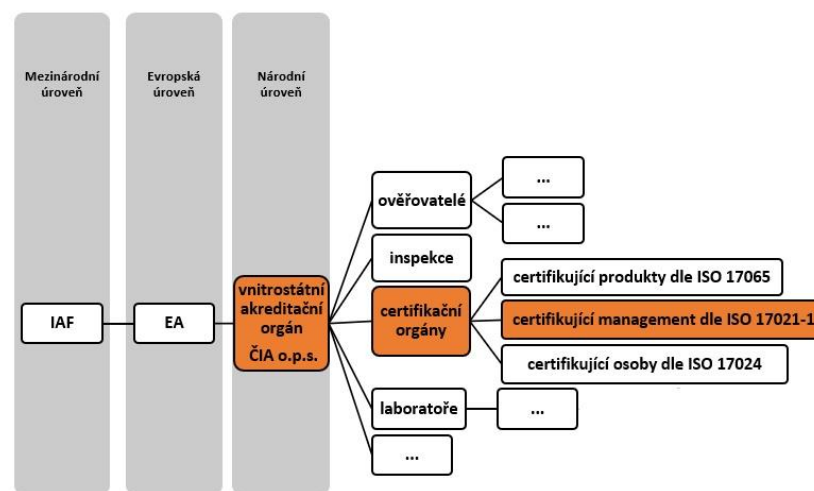 Mezinárodní
úroveň
Evropská
úroveň
Národní
úroveň
IAF
EA
vnitrostátní
akreditační
orgán
ČIA o.p.s.
ověřovatelé
...
...
inspekce
certifikační
orgány
certifikující produkty dle ISO 17065
certifikující management dle ISO 17021-1
certifikující osoby dle ISO 17024
laboratoře
...
...